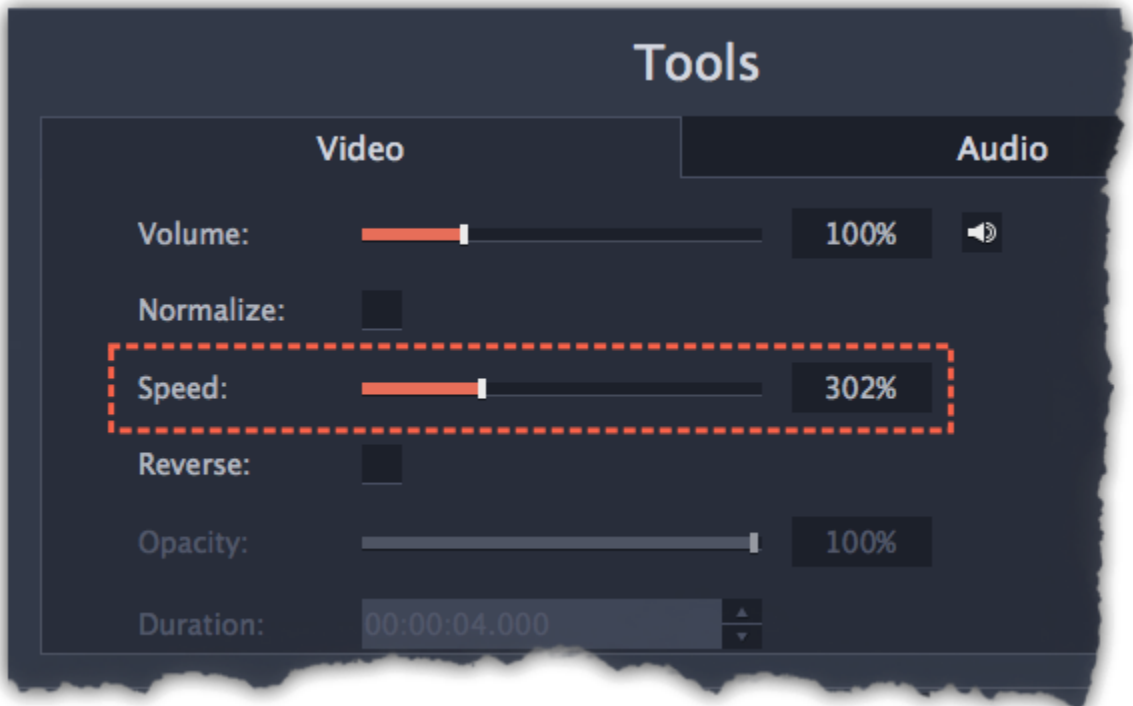 Tools
Video Audio
Volume: 100%
Normalize:
Speed: 302%
Reverse:
Opacity: 100%
Duration: 00:00:04.000